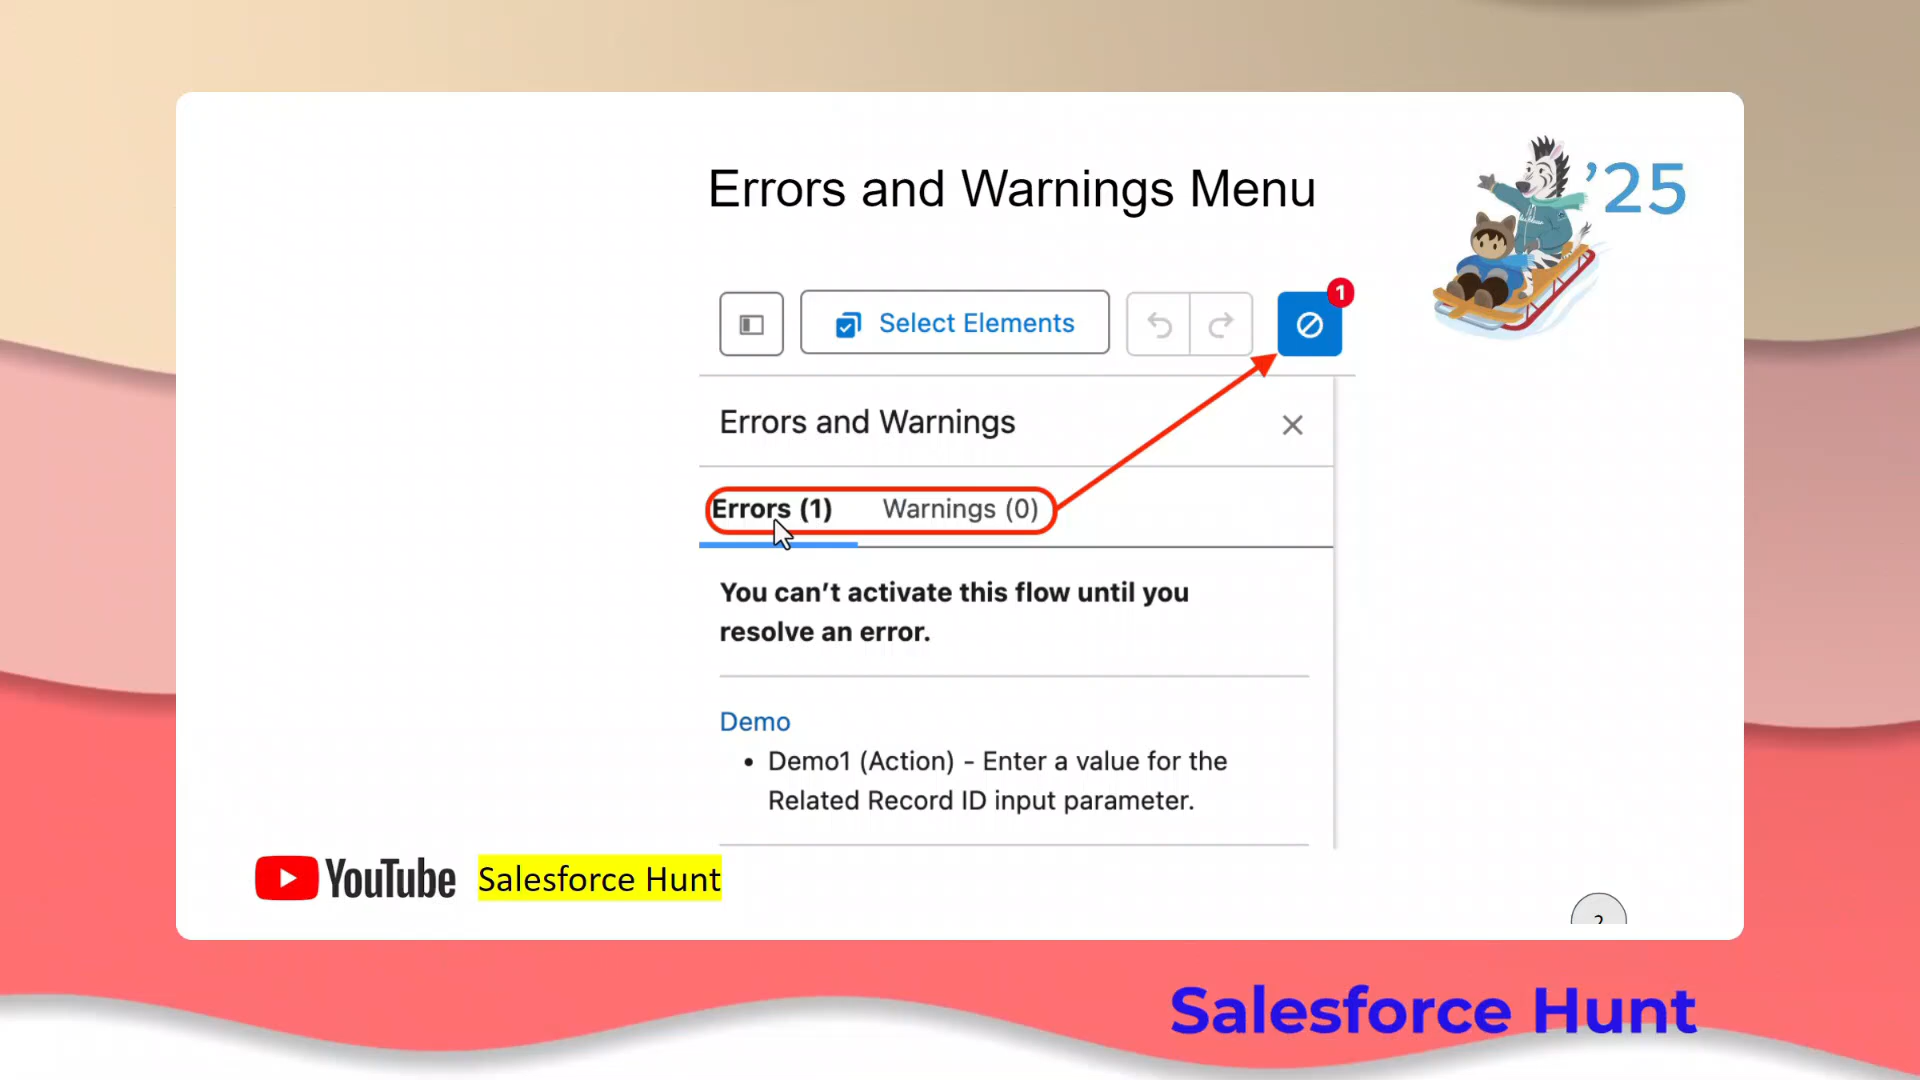 Errors and Warnings Menu
’25
Select Elements
1
Errors and Warnings
Errors (1) Warnings (0)
You can’t activate this flow until you
resolve an error.
Demo
• Demo1 (Action) - Enter a value for the
Related Record ID input parameter.
YouTube Salesforce Hunt
2
Salesforce Hunt